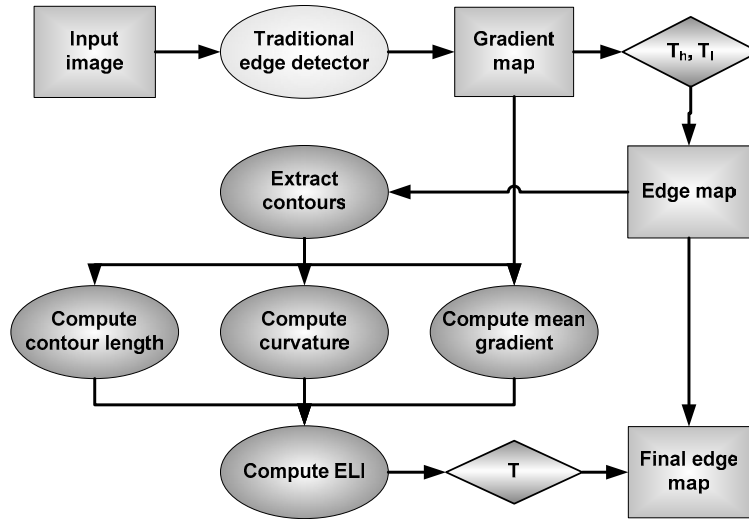 Input
image
Traditional
edge detector
Gradient
map
Th, Tl
Extract
contours
Edge map
Compute
contour length
Compute
curvature
Compute mean
gradient
Compute ELI
T
Final edge
map